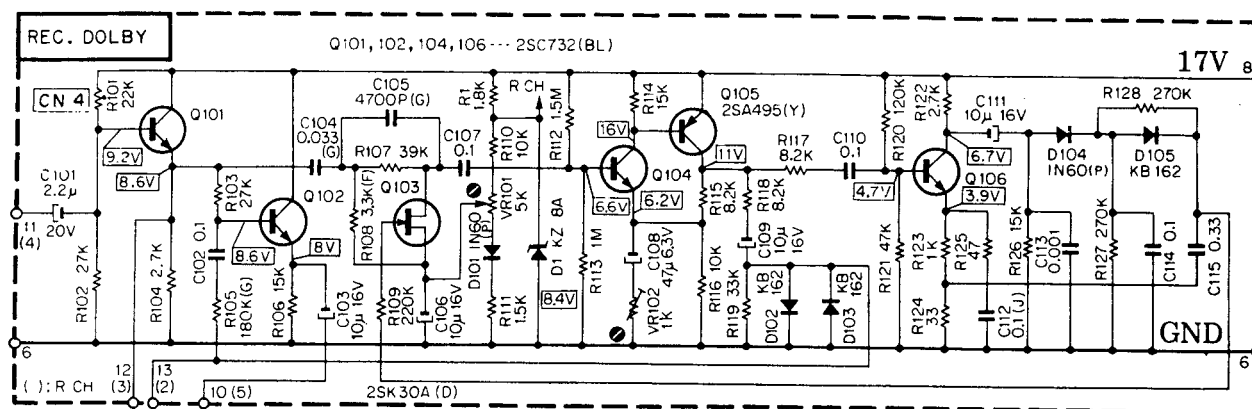 REC. DOLBY
Q101, 102, 104, 106 --- 2SC732(BL)
17V 8
CN 4
R101
22K
Q101
9.2V
8.6V
C101
2.2μ
20V
11
(4)
R102 27K
R104 2.7K
R103
27K
C102 0.1
R105
180K(G)
8.6V
Q102
8V
R106 15K
C103
10μ 16V
C104
0.033
(G)
C105
4700P(G)
R107 39K
R108 3.3K(F)
Q103
C107
0.1
R109
220K
C106
10μ 16V
R1
1.8K
R CH
R110
10K
VR101
5K
D101 1N60
(P)
R111
1.5K
D1 KZ 8A
8.4V
R112 1.5M
R113 1M
6.6V
R114
15K
16V
Q104
6.2V
Q105
2SA495(Y)
11V
R115
8.2K
C108
47μ 6.3V
VR102
1K
R116 10K
R117
8.2K
R118
8.2K
C109
10μ
16V
R119 33K
KB
162
D102
KB
162
D103
C110
0.1
4.7V
R120 120K
R121 47K
R122
2.7K
Q106
6.7V
3.9V
R123
1K
R124
33
R125
47
C112
0.1(J)
C111
10μ 16V
R126 15K
C113
0.001
D104
1N60(P)
R128 270K
D105
KB 162
R127 270K
C114 0.1
C115 0.33
GND
6
6
( ): R CH
12
(3)
13
(2)
10 (5)
2SK 30A (D)